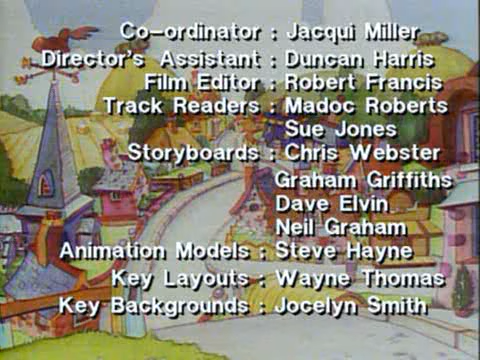 Co-ordinator : Jacqui Miller
Director's Assistant : Duncan Harris
Film Editor : Robert Francis
Track Readers : Madoc Roberts
Sue Jones
Storyboards : Chris Webster
Graham Griffiths
Dave Elvin
Neil Graham
Animation Models : Steve Hayne
Key Layouts : Wayne Thomas
Key Backgrounds : Jocelyn Smith